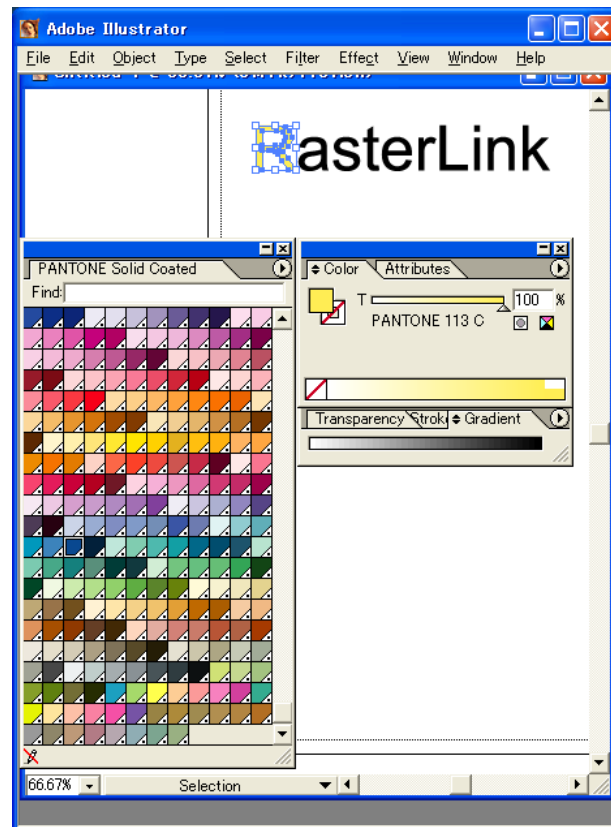 Adobe Illustrator
File Edit Object Type Select Filter Effect View Window Help
RasterLink
PANTONE Solid Coated
Find:
Color Attributes
T 100 %
PANTONE 113 C
Transparency Strok Gradient
66.67% Selection